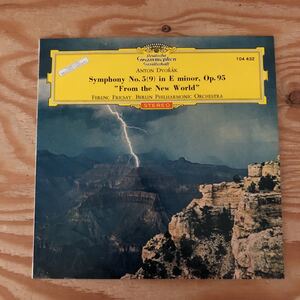 Deutsche
Grammophon
Gesellschaft
ANTON DVOŘÁK
104 632
Symphony No. 5(9) in E minor, Op. 95
"From the New World"
FERENC FRICSAY · BERLIN PHILHARMONIC ORCHESTRA
STEREO